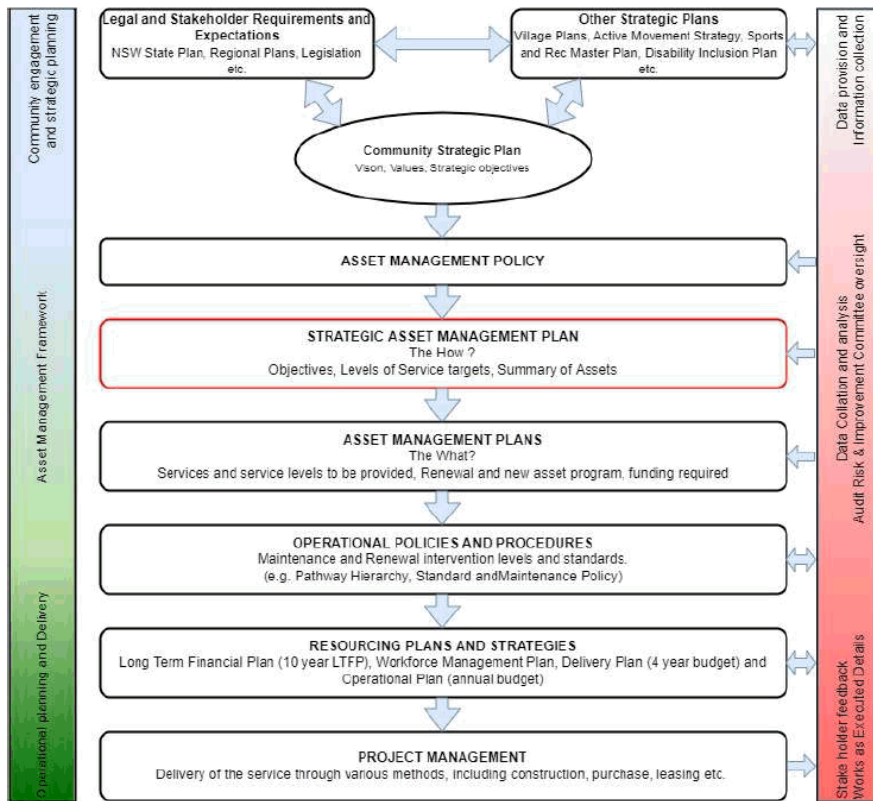 Legal and Stakeholder Requirements and
Expectations
NSW State Plan, Regional Plans, Legislation
etc.
Other Strategic Plans
Village Plans, Active Movement Strategy, Sports
and Rec Master Plan, Disability Inclusion Plan
etc.
Community Strategic Plan
Vison, Values, Strategic objectives
ASSET MANAGEMENT POLICY
STRATEGIC ASSET MANAGEMENT PLAN
The How ?
Objectives, Levels of Service targets, Summary of Assets
ASSET MANAGEMENT PLANS
The What?
Services and service levels to be provided, Renewal and new asset program, funding required
OPERATIONAL POLICIES AND PROCEDURES
Maintenance and Renewal intervention levels and standards.
(e.g. Pathway Hierarchy, Standard andMaintenance Policy)
RESOURCING PLANS AND STRATEGIES
Long Term Financial Plan (10 year LTFP), Workforce Management Plan, Delivery Plan (4 year budget) and
Operational Plan (annual budget)
PROJECT MANAGEMENT
Delivery of the service through various methods, including construction, purchase, leasing etc.
Community engagement
and strategic planning
Asset Management Framework
Operational planning and Delivery
Data provision and
Information collection
Data Collation and analysis
Audit Risk & Improvement Committee oversight
Stake holder feedback
Works as Executed Details